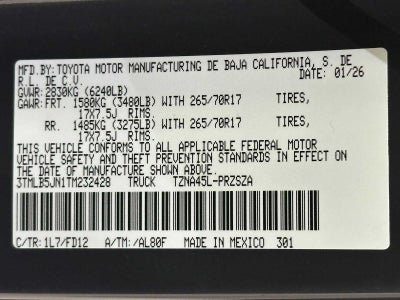 MFD.BY: TOYOTA MOTOR MANUFACTURING DE BAJA CALIFORNIA, S. DE
R.L. DE C.V. DATE: 01/26
GVWR: 2830KG (6240LB)
GAWR: FRT. 1580KG (3480LB) WITH 265/70R17 TIRES,
17X7.5J RIMS.
RR. 1485KG (3275LB) WITH 265/70R17 TIRES,
17X7.5J RIMS.
THIS VEHICLE CONFORMS TO ALL APPLICABLE FEDERAL MOTOR
VEHICLE SAFETY AND THEFT PREVENTION STANDARDS IN EFFECT ON
THE DATE OF MANUFACTURE SHOWN ABOVE.
3TMLB5JN1TM232428 TRUCK TZNA45L-PRZSZA
C/TR: 1L7/FD12 A/TM: /AL80F MADE IN MEXICO 301